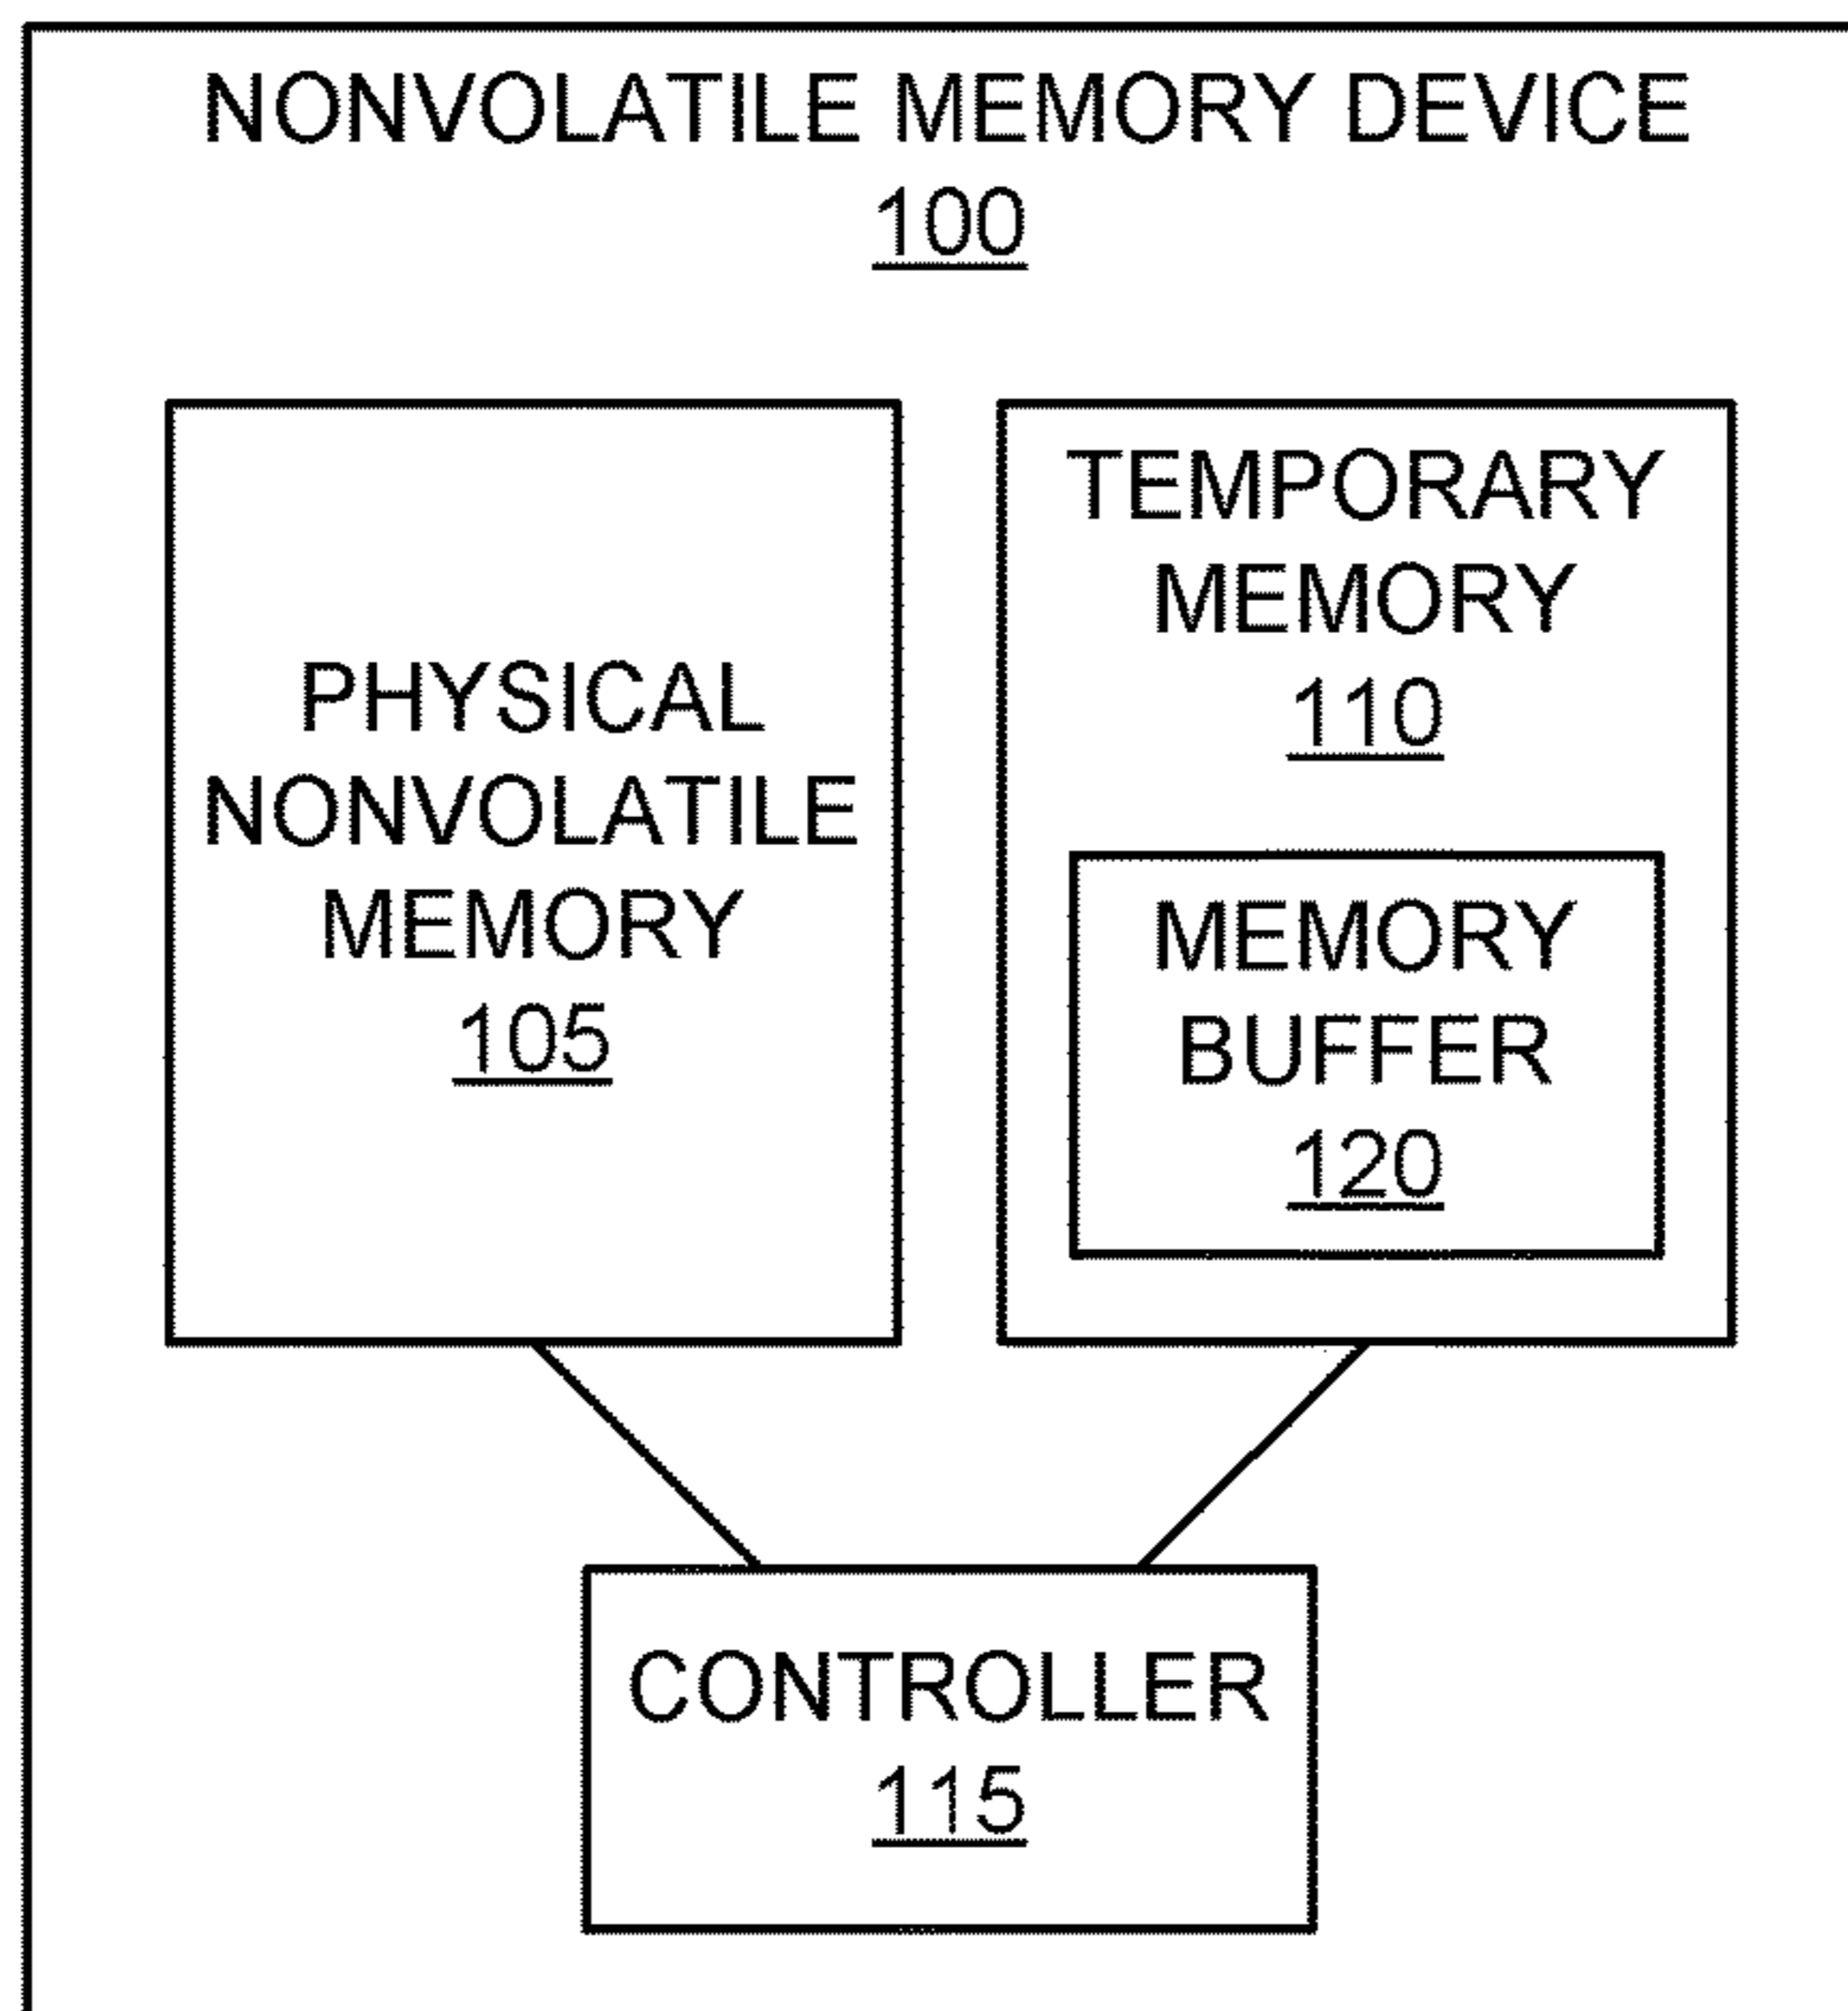 NONVOLATILE MEMORY DEVICE
100
PHYSICAL
NONVOLATILE
MEMORY
105
TEMPORARY
MEMORY
110
MEMORY
BUFFER
120
CONTROLLER
115